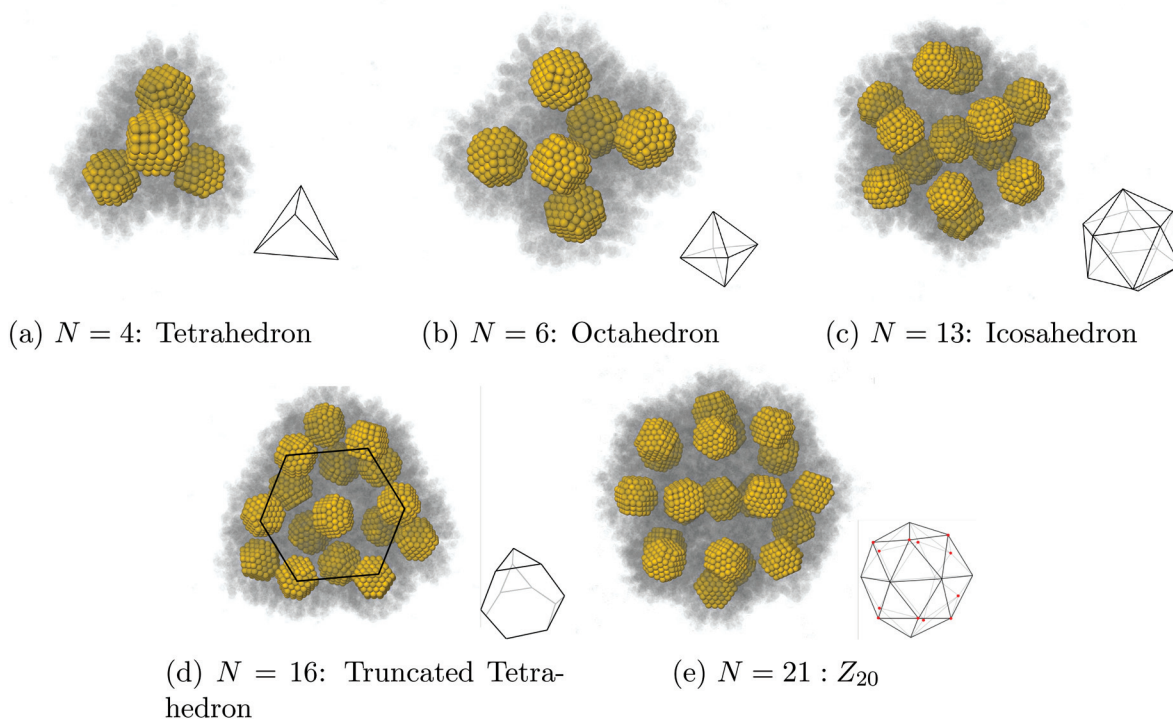 (a) N = 4: Tetrahedron
(b) N = 6: Octahedron
(c) N = 13: Icosahedron
(d) N = 16: Truncated Tetra-
hedron
(e) N = 21 : Z₂₀